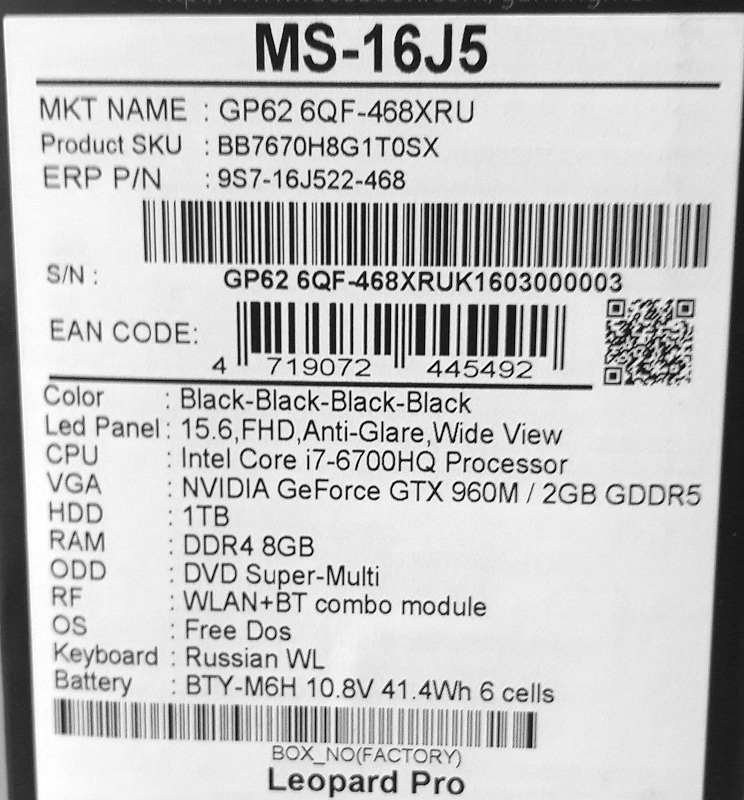 MS-16J5
MKT NAME : GP62 6QF-468XRU
Product SKU : BB7670H8G1T0SX
ERP P/N : 9S7-16J522-468
S/N : GP62 6QF-468XRUK1603000003
EAN CODE:
4 719072 445492
Color : Black-Black-Black-Black
Led Panel : 15.6,FHD,Anti-Glare,Wide View
CPU : Intel Core i7-6700HQ Processor
VGA : NVIDIA GeForce GTX 960M / 2GB GDDR5
HDD : 1TB
RAM : DDR4 8GB
ODD : DVD Super-Multi
RF : WLAN+BT combo module
OS : Free Dos
Keyboard : Russian WL
Battery : BTY-M6H 10.8V 41.4Wh 6 cells
BOX_NO(FACTORY)
Leopard Pro